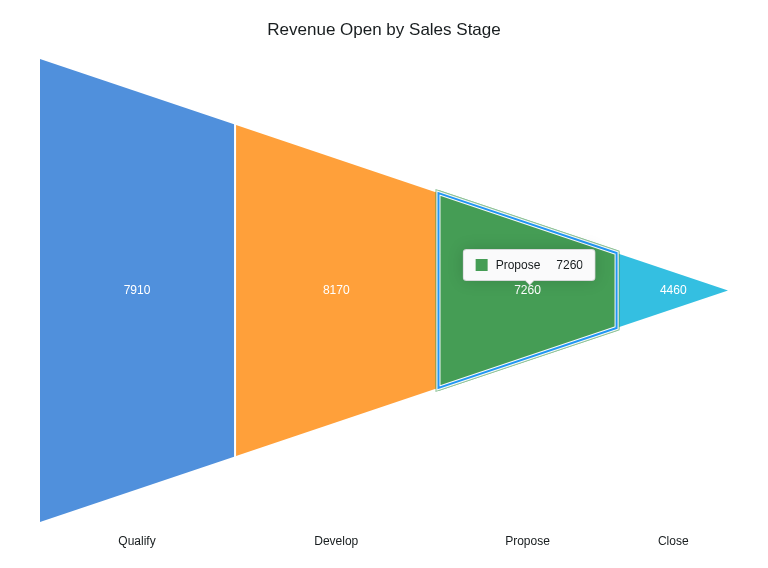 Revenue Open by Sales Stage
Propose 7260
7910 8170 7260 4460
Qualify Develop Propose Close